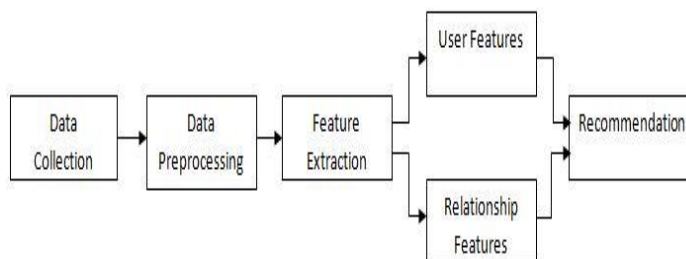 User Features
Data
Collection
Data
Preprocessing
Feature
Extraction
Recommendation
Relationship
Features